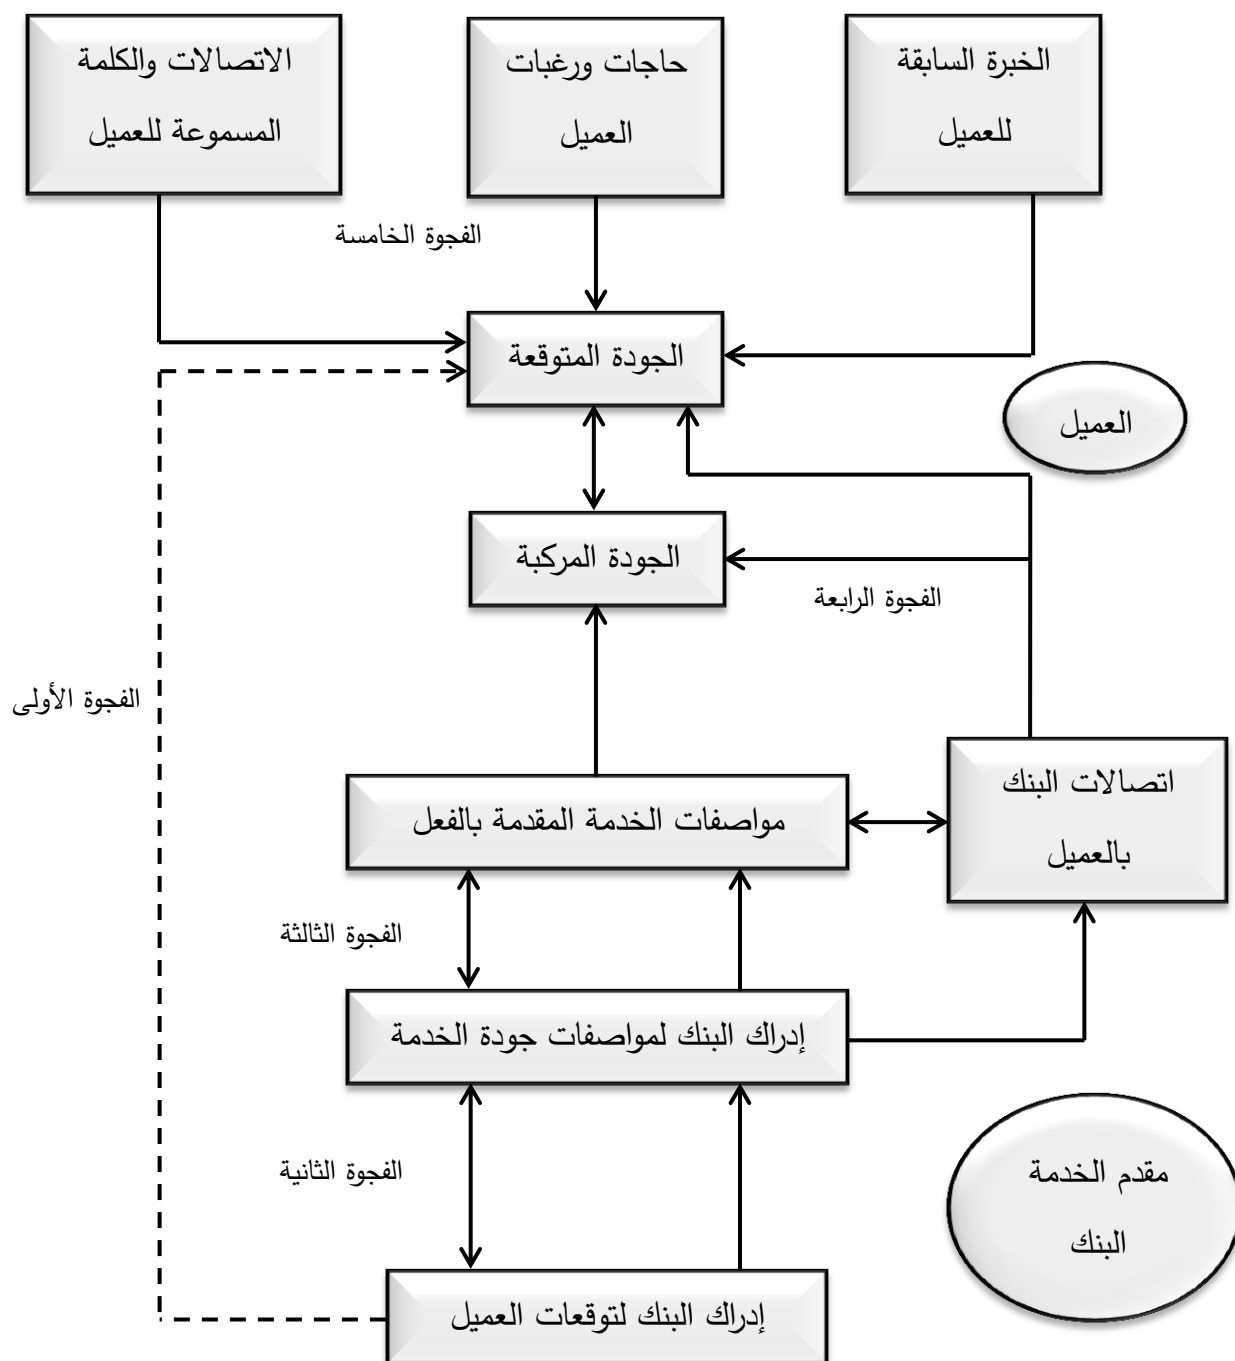 الخبرة السابقة
للعميل
حاجات ورغبات
العميل
الاتصالات والكلمة
المسموعة للعميل
الفجوة الخامسة
الجودة المتوقعة
العميل
الجودة المركبة
الفجوة الرابعة
الفجوة الأولى
اتصالات البنك
بالعميل
مواصفات الخدمة المقدمة بالفعل
الفجوة الثالثة
إدراك البنك لمواصفات جودة الخدمة
مقدم الخدمة
البنك
الفجوة الثانية
إدراك البنك لتوقعات العميل